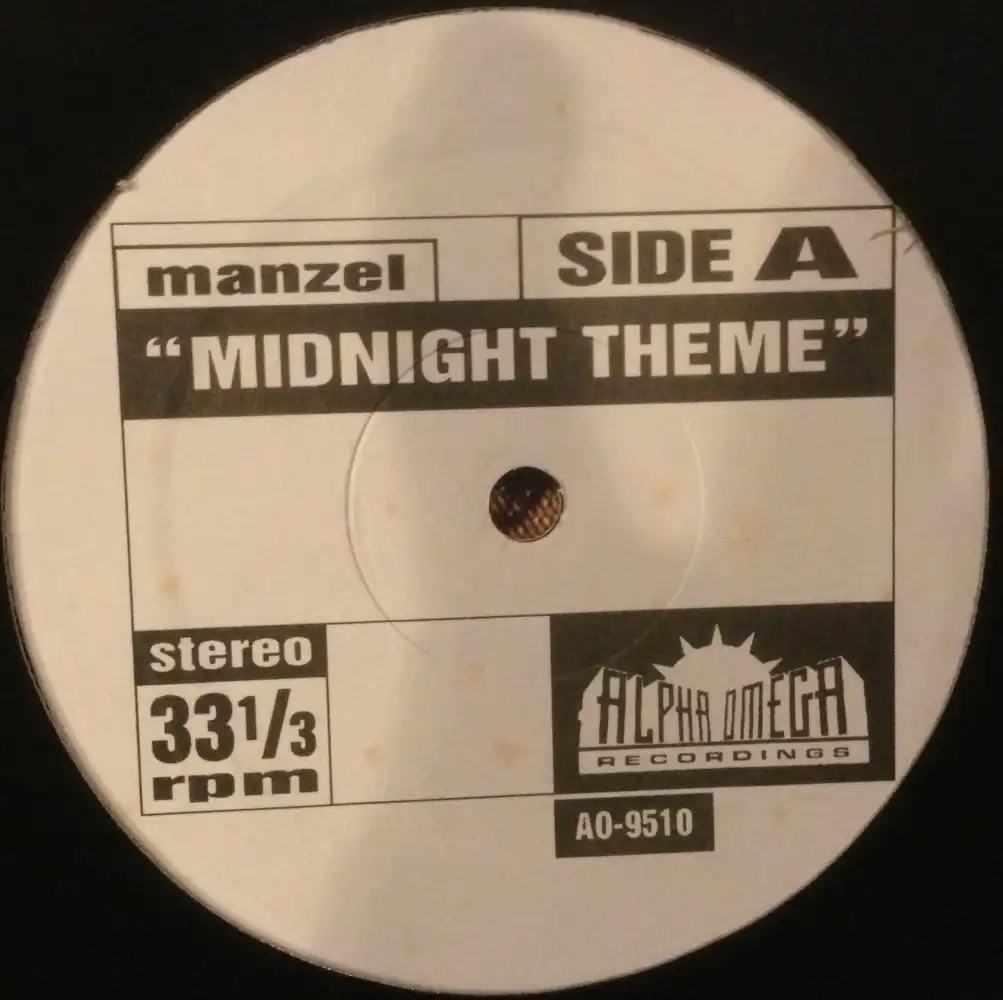 manzel
SIDE A
“MIDNIGHT THEME”
stereo
33 1/3
rpm
ALPHA OMEGA
RECORDINGS
AO-9510